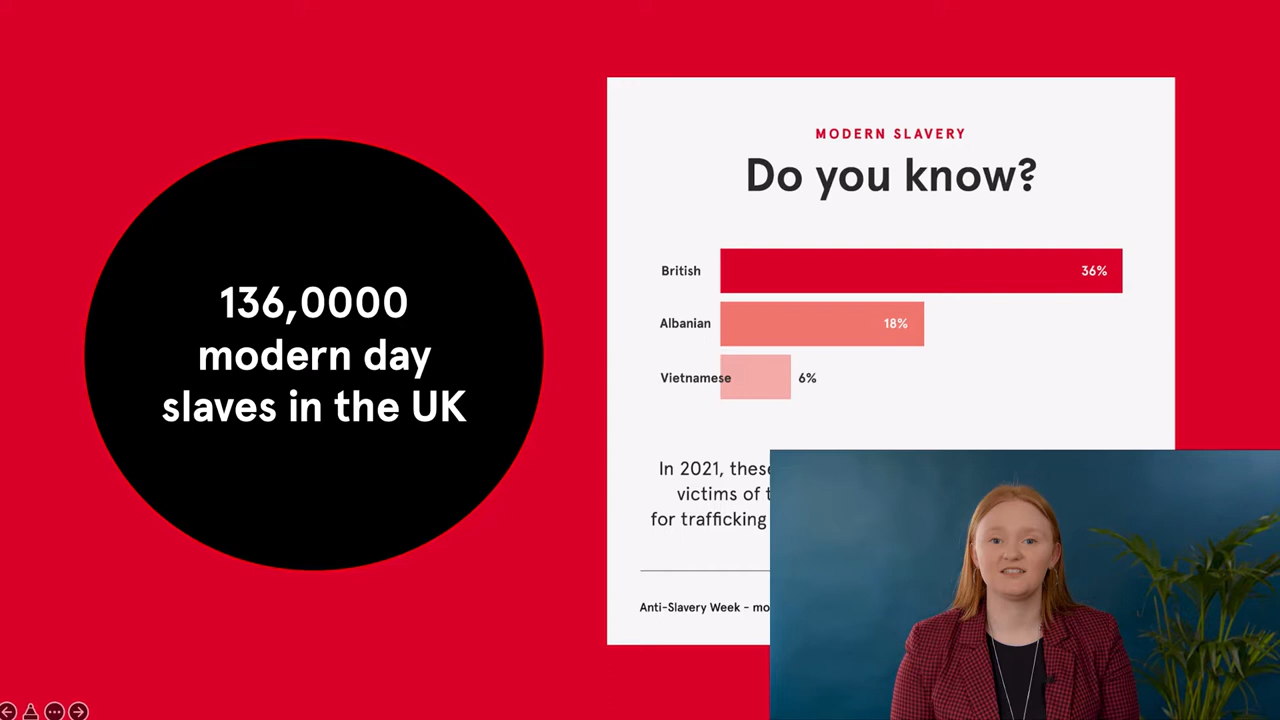 136,0000
modern day
slaves in the UK
MODERN SLAVERY
Do you know?
British
36%
Albanian
18%
Vietnamese
6%
In 2021, these
victims of
for trafficking
Anti-Slavery Week -